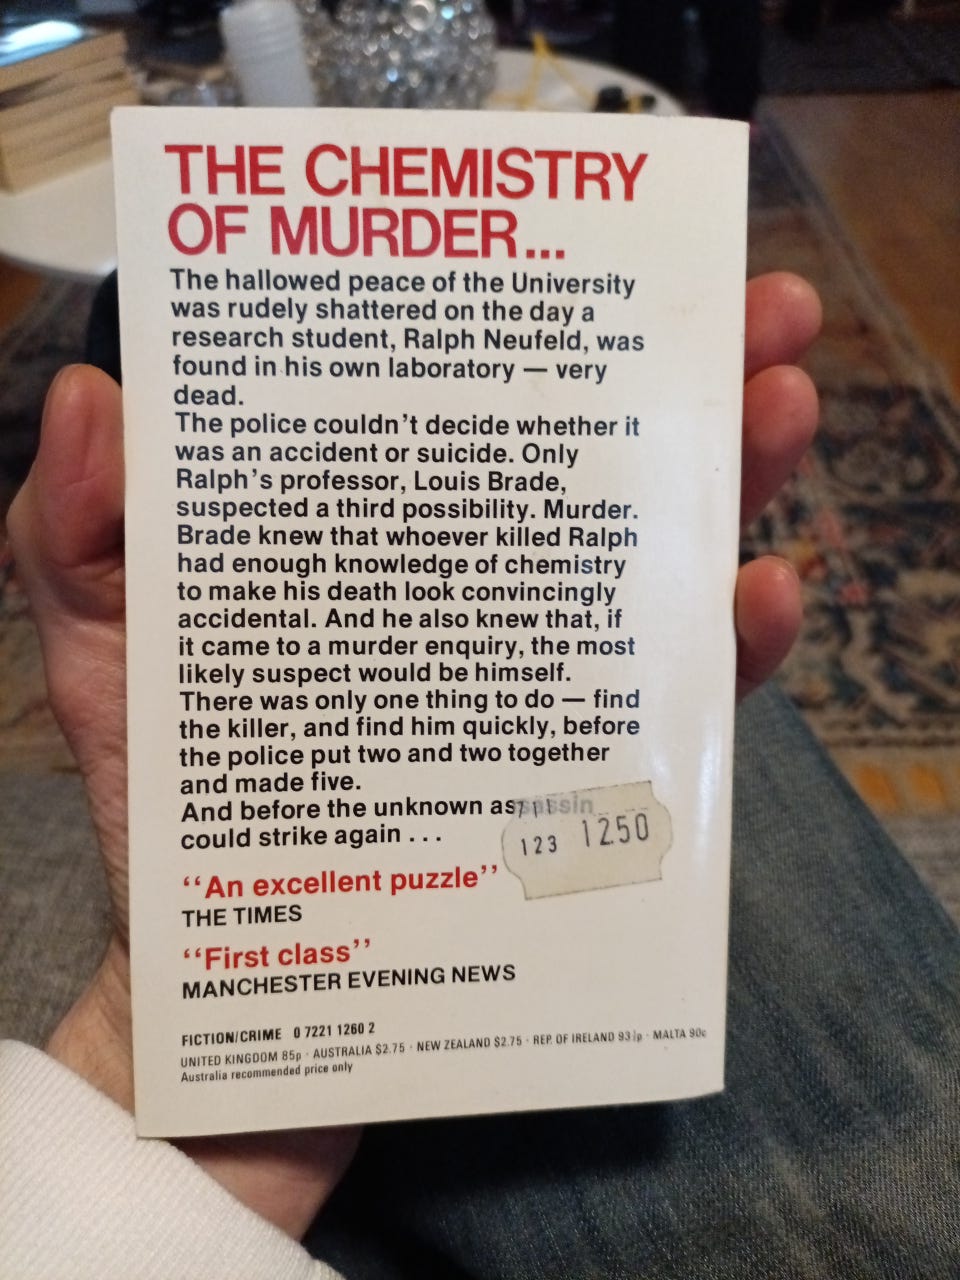 THE CHEMISTRY
OF MURDER...
The hallowed peace of the University
was rudely shattered on the day a
research student, Ralph Neufeld, was
found in his own laboratory — very
dead.
The police couldn't decide whether it
was an accident or suicide. Only
Ralph's professor, Louis Brade,
suspected a third possibility. Murder.
Brade knew that whoever killed Ralph
had enough knowledge of chemistry
to make his death look convincingly
accidental. And he also knew that, if
it came to a murder enquiry, the most
likely suspect would be himself.
There was only one thing to do — find
the killer, and find him quickly, before
the police put two and two together
and made five.
And before the unknown assassin
could strike again . . .
123 1250
‘‘An excellent puzzle’’
THE TIMES
‘‘First class’’
MANCHESTER EVENING NEWS
FICTION/CRIME 0 7221 1260 2
UNITED KINGDOM 85p · AUSTRALIA $2.75 · NEW ZEALAND $2.75 · REP. OF IRELAND 93½p · MALTA 90c
Australia recommended price only